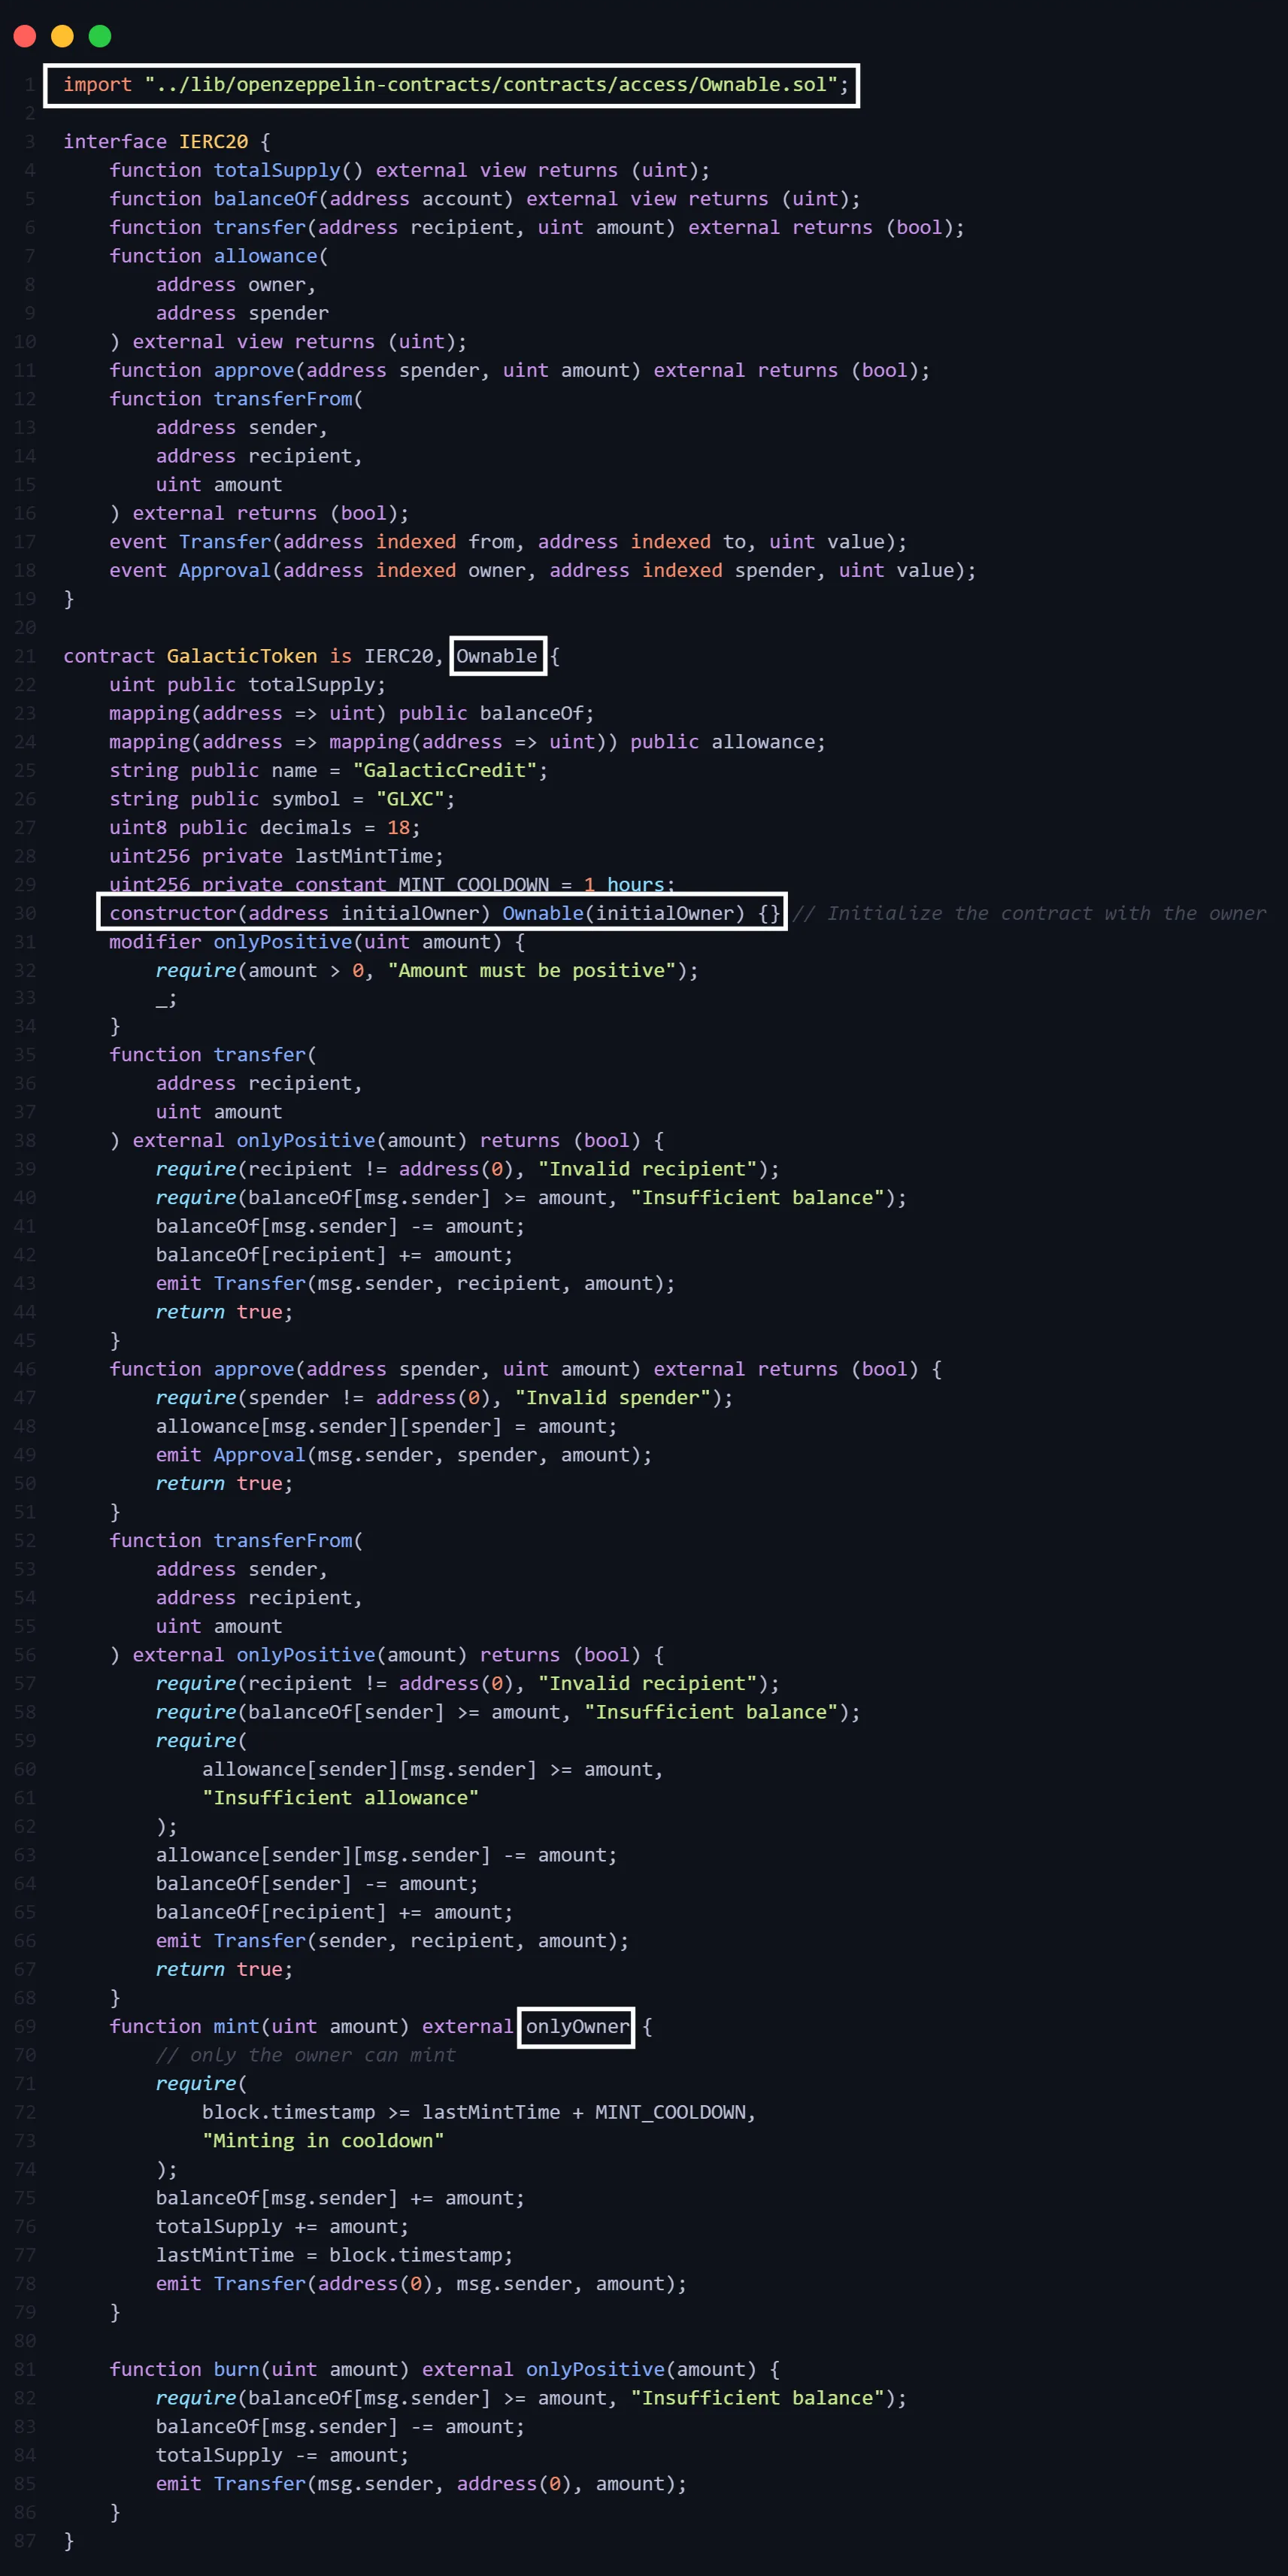 1 import "../lib/openzeppelin-contracts/contracts/access/Ownable.sol";
2
3 interface IERC20 {
4     function totalSupply() external view returns (uint);
5     function balanceOf(address account) external view returns (uint);
6     function transfer(address recipient, uint amount) external returns (bool);
7     function allowance(
8         address owner,
9         address spender
10     ) external view returns (uint);
11     function approve(address spender, uint amount) external returns (bool);
12     function transferFrom(
13         address sender,
14         address recipient,
15         uint amount
16     ) external returns (bool);
17     event Transfer(address indexed from, address indexed to, uint value);
18     event Approval(address indexed owner, address indexed spender, uint value);
19 }
20
21 contract GalacticToken is IERC20, Ownable {
22     uint public totalSupply;
23     mapping(address => uint) public balanceOf;
24     mapping(address => mapping(address => uint)) public allowance;
25     string public name = "GalacticCredit";
26     string public symbol = "GLXC";
27     uint8 public decimals = 18;
28     uint256 private lastMintTime;
29     uint256 private constant MINT_COOLDOWN = 1 hours;
30     constructor(address initialOwner) Ownable(initialOwner) {} // Initialize the contract with the owner
31     modifier onlyPositive(uint amount) {
32         require(amount > 0, "Amount must be positive");
33         _;
34     }
35     function transfer(
36         address recipient,
37         uint amount
38     ) external onlyPositive(amount) returns (bool) {
39         require(recipient != address(0), "Invalid recipient");
40         require(balanceOf[msg.sender] >= amount, "Insufficient balance");
41         balanceOf[msg.sender] -= amount;
42         balanceOf[recipient] += amount;
43         emit Transfer(msg.sender, recipient, amount);
44         return true;
45     }
46     function approve(address spender, uint amount) external returns (bool) {
47         require(spender != address(0), "Invalid spender");
48         allowance[msg.sender][spender] = amount;
49         emit Approval(msg.sender, spender, amount);
50         return true;
51     }
52     function transferFrom(
53         address sender,
54         address recipient,
55         uint amount
56     ) external onlyPositive(amount) returns (bool) {
57         require(recipient != address(0), "Invalid recipient");
58         require(balanceOf[sender] >= amount, "Insufficient balance");
59         require(
60             allowance[sender][msg.sender] >= amount,
61             "Insufficient allowance"
62         );
63         allowance[sender][msg.sender] -= amount;
64         balanceOf[sender] -= amount;
65         balanceOf[recipient] += amount;
66         emit Transfer(sender, recipient, amount);
67         return true;
68     }
69     function mint(uint amount) external onlyOwner {
70         // only the owner can mint
71         require(
72             block.timestamp >= lastMintTime + MINT_COOLDOWN,
73             "Minting in cooldown"
74         );
75         balanceOf[msg.sender] += amount;
76         totalSupply += amount;
77         lastMintTime = block.timestamp;
78         emit Transfer(address(0), msg.sender, amount);
79     }
80
81     function burn(uint amount) external onlyPositive(amount) {
82         require(balanceOf[msg.sender] >= amount, "Insufficient balance");
83         balanceOf[msg.sender] -= amount;
84         totalSupply -= amount;
85         emit Transfer(msg.sender, address(0), amount);
86     }
87 }